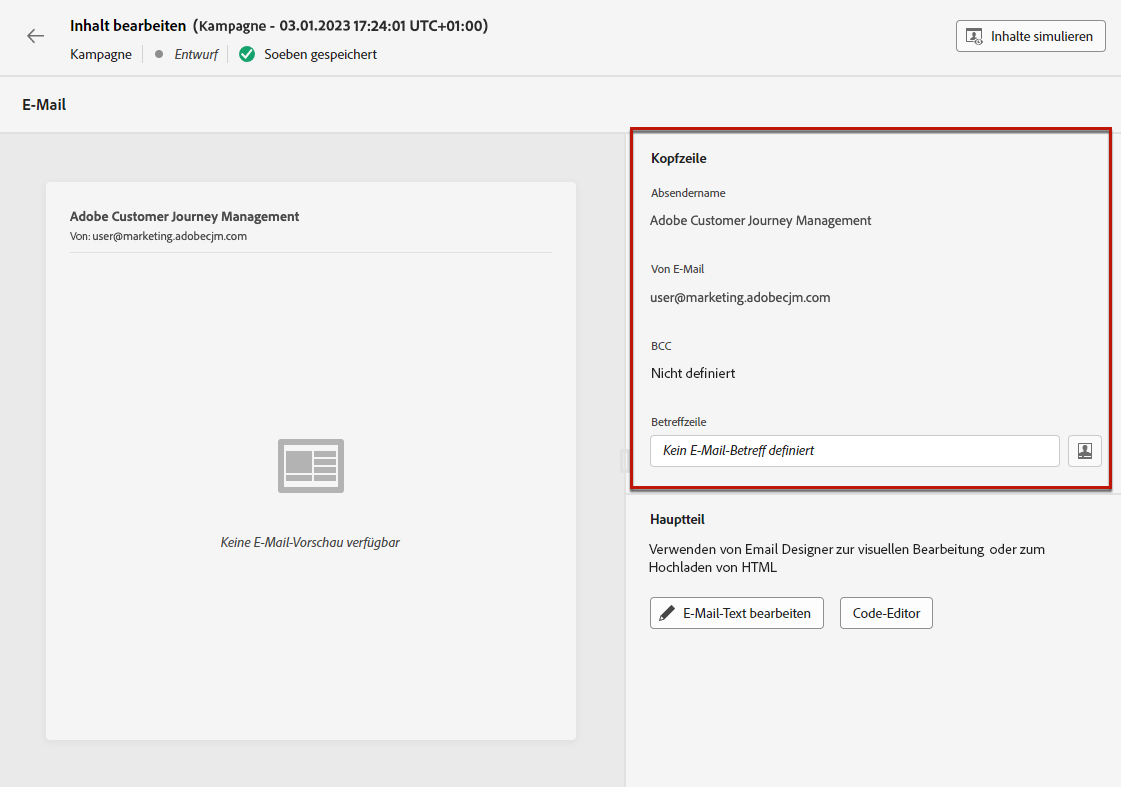 Inhalt bearbeiten (Kampagne - 03.01.2023 17:24:01 UTC+01:00)
Inhalte simulieren
Kampagne Entwurf Soeben gespeichert
E-Mail
Adobe Customer Journey Management
Von: user@marketing.adobecjm.com
Keine E-Mail-Vorschau verfügbar
Kopfzeile
Absendername
Adobe Customer Journey Management
Von E-Mail
user@marketing.adobecjm.com
BCC
Nicht definiert
Betreffzeile
Kein E-Mail-Betreff definiert
Hauptteil
Verwenden von Email Designer zur visuellen Bearbeitung oder zum
Hochladen von HTML
E-Mail-Text bearbeiten
Code-Editor